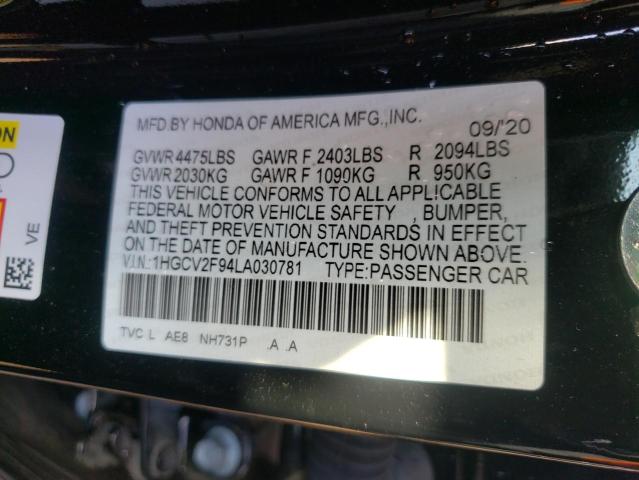 MFD.BY HONDA OF AMERICA MFG.,INC. 09/'20
GVWR 4475LBS GAWR F 2403LBS R 2094LBS
GVWR 2030KG GAWR F 1090KG R 950KG
THIS VEHICLE CONFORMS TO ALL APPLICABLE
FEDERAL MOTOR VEHICLE SAFETY , BUMPER,
AND THEFT PREVENTION STANDARDS IN EFFECT
ON THE DATE OF MANUFACTURE SHOWN ABOVE.
V.I.N.:1HGCV2F94LA030781 TYPE:PASSENGER CAR
TVC L AE8 NH731P .A .A
VE